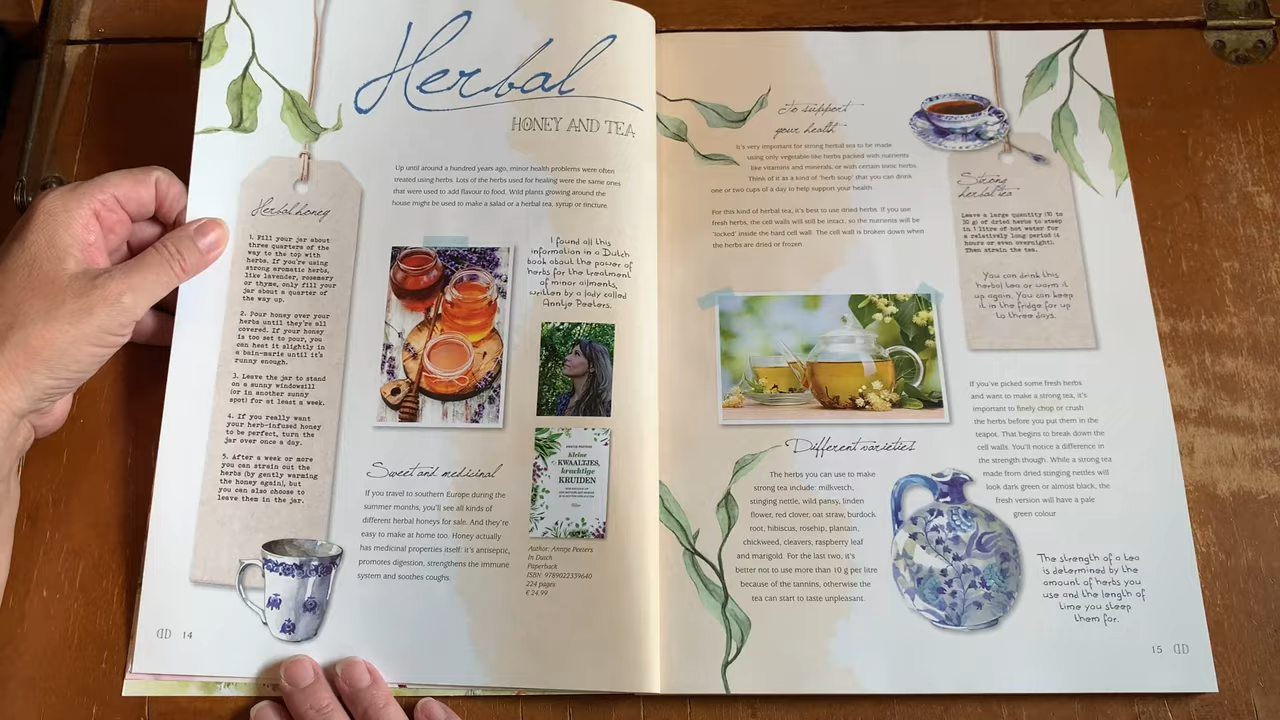 Herbal
HONEY AND TEA
Up until around a hundred years ago, minor health problems were often
treated using herbs. Lots of the herbs used for healing were the same ones
that were used to add flavour to food. Wild plants growing around the
house might be used to make a salad or a herbal tea, syrup or tincture.
Herbal honey
1. Fill your jar about
three quarters of the
way to the top with
herbs. If you're using
strong aromatic herbs,
like lavender, rosemary
or thyme, only fill your
jar about a quarter of
the way up.
2. Pour honey over your
herbs until they're all
covered. If your honey
is too set to pour, you
can heat it slightly in
a bain-marie until it's
runny enough.
3. Leave the jar to stand
on a sunny windowsill
(or in another sunny
spot) for at least a week.
4. If you really want
your herb-infused honey
to be perfect, turn the
jar over once a day.
5. After a week or more
you can strain out the
herbs (by gently warming
the honey again), but
you can also choose to
leave them in the jar.
I found all this
information in a Dutch
book about the power of
herbs for the treatment
of minor ailments,
written by a lady called
Anntje Peeters.
ANNTJE PEETERS
Kleine
KWAALTJES,
krachtige
KRUIDEN
Sweet and medicinal
If you travel to southern Europe during the
summer months, you'll see all kinds of
different herbal honeys for sale. And they're
easy to make at home too. Honey actually
has medicinal properties itself: it's antiseptic,
promotes digestion, strengthens the immune
system and soothes coughs.
Author: Anntje Peeters
In Dutch
Paperback
ISBN: 9789022339640
224 pages
€ 24.99
14
To support
your health
It's very important for strong herbal tea to be made
using only vegetable-like herbs packed with nutrients
like vitamins and minerals, or with certain tonic herbs.
Think of it as a kind of 'herb soup' that you can drink
one or two cups of a day to help support your health.
For this kind of herbal tea, it's best to use dried herbs. If you use
fresh herbs, the cell walls will still be intact, so the nutrients will be
'locked' inside the hard cell wall. The cell wall is broken down when
the herbs are dried or frozen.
Strong
herbal tea
Leave a large quantity (10 to
30 g) of dried herbs to steep
in 1 litre of hot water for
a relatively long period (4
hours or even overnight).
Then strain the tea.
You can drink this
herbal tea or warm it
up again. You can keep
it in the fridge for up
to three days.
Different varieties
The herbs you can use to make
strong tea include: milkvetch,
stinging nettle, wild pansy, linden
flower, red clover, oat straw, burdock
root, hibiscus, rosehip, plantain,
chickweed, cleavers, raspberry leaf
and marigold. For the last two, it's
better not to use more than 10 g per litre
because of the tannins, otherwise the
tea can start to taste unpleasant.
If you've picked some fresh herbs
and want to make a strong tea, it's
important to finely chop or crush
the herbs before you put them in the
teapot. That begins to break down the
cell walls. You'll notice a difference in
the strength though. While a strong tea
made from dried stinging nettles will
look dark green or almost black, the
fresh version will have a pale
green colour
The strength of a tea
is determined by the
amount of herbs you
use and the length of
time you steep
them for.
15